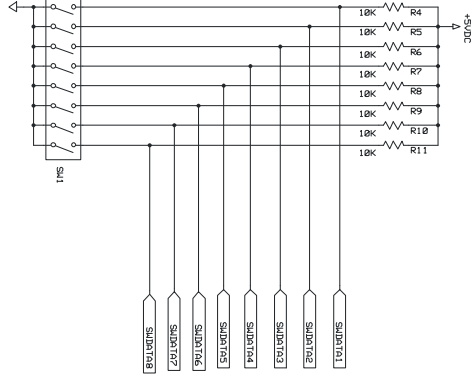 10K R4
+5VDC
10K R5
10K R6
10K R7
10K R8
10K R9
10K R10
10K R11
SW1
SWDATA8
SWDATA7
SWDATA6
SWDATA5
SWDATA4
SWDATA3
SWDATA2
SWDATA1